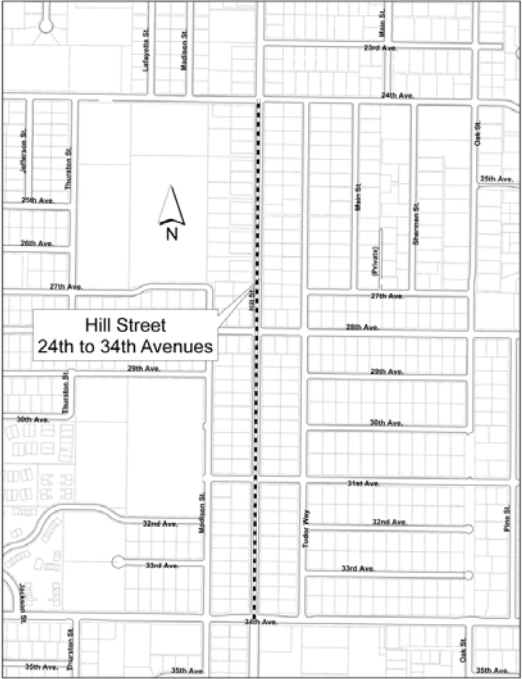 Main St.
Lafayette St.
Madison St.
23rd Ave.
24th Ave.
Oak St.
Jefferson St.
Thurston St.
25th Ave.
25th Ave.
Main St.
Sherman St.
N
26th Ave.
(Private)
27th Ave.
27th Ave.
Hill St.
Hill Street
24th to 34th Avenues
28th Ave.
29th Ave.
29th Ave.
Thurston St.
30th Ave.
30th Ave.
31st Ave.
Madison St.
32nd Ave.
Tudor Way
32nd Ave.
Pine St.
33rd Ave.
33rd Ave.
Jackson St.
34th Ave.
Thurston St.
Oak St.
35th Ave.
35th Ave.
35th Ave.